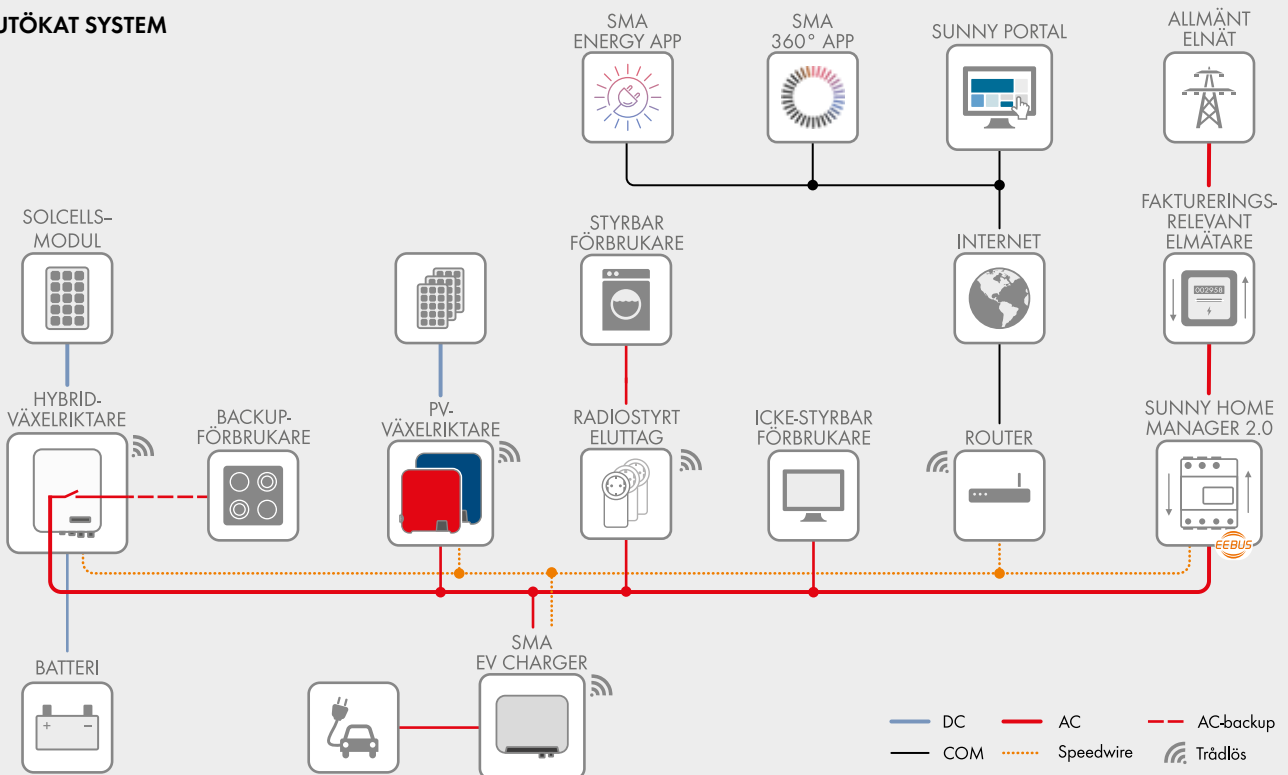 UTÖKAT SYSTEM
SMA
ENERGY APP
SMA
360° APP
SUNNY PORTAL
ALLMÄNT
ELNÄT
SOLCELLS–
MODUL
STYRBAR
FÖRBRUKARE
INTERNET
FAKTURERINGS-
RELEVANT
ELMÄTARE
002958
HYBRID-
VÄXELRIKTARE
BACKUP-
FÖRBRUKARE
PV-
VÄXELRIKTARE
RADIOSTYRT
ELUTTAG
ICKE-STYRBAR
FÖRBRUKARE
ROUTER
SUNNY HOME
MANAGER 2.0
EEBUS
BATTERI
SMA
EV CHARGER
DC
AC
AC-backup
COM
Speedwire
Trådlös